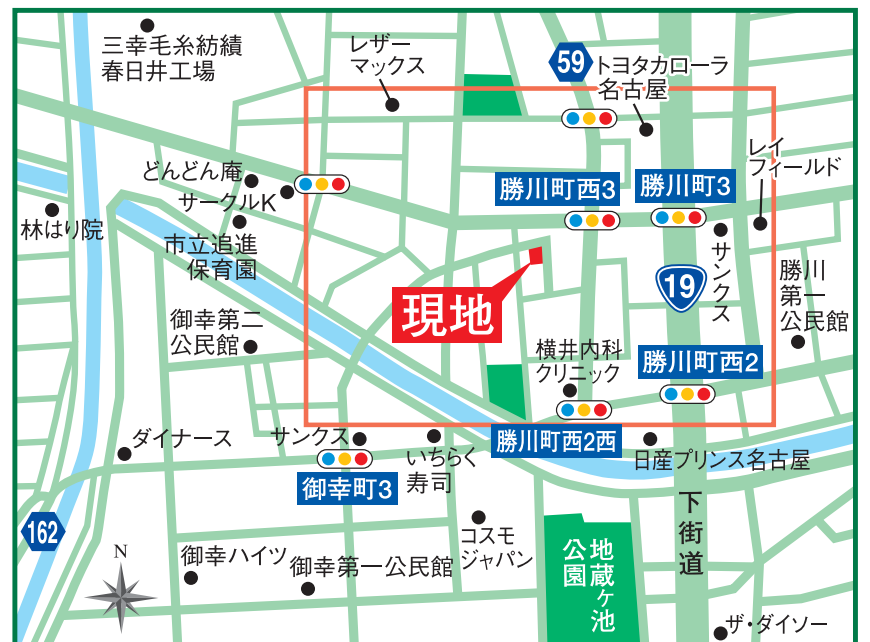 三幸毛糸紡績
春日井工場
レザー
マックス
59
トヨタカローラ
名古屋
レイ
フィールド
どんどん庵
サークルK
勝川町西3
勝川町3
林はり院
市立追進
保育園
サンクス
19
勝川
第一
公民館
現地
御幸第二
公民館
横井内科
クリニック
勝川町西2
ダイナース
サンクス
いちらく
寿司
勝川町西2西
日産プリンス名古屋
御幸町3
162
下街道
コスモ
ジャパン
地蔵ヶ池
公園
N
御幸ハイツ
御幸第一公民館
ザ・ダイソー